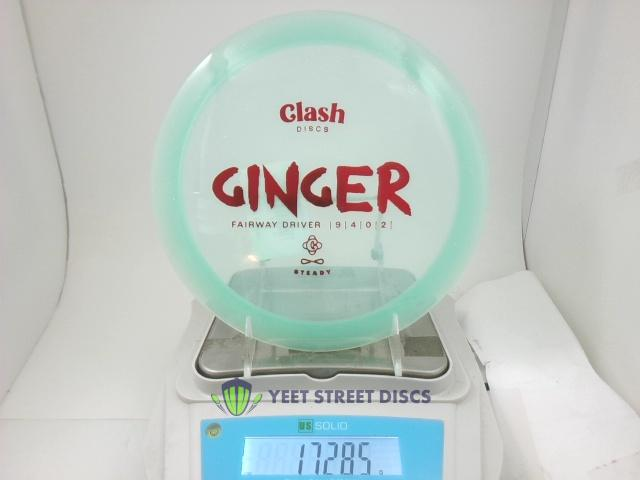 Clash
DISCS
GINGER
FAIRWAY DRIVER |9|4|0|2|
STEADY
YEET STREET DISCS
US SOLID
172.85 g